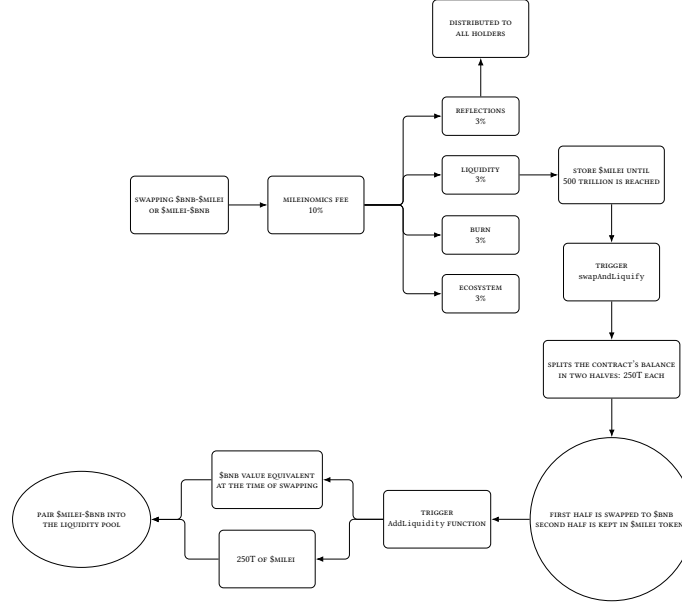 DISTRIBUTED TO
ALL HOLDERS
REFLECTIONS
3%
LIQUIDITY
3%
STORE $MILEI UNTIL
500 TRILLION IS REACHED
SWAPPING $BNB-$MILEI
OR $MILEI-$BNB
MILEINOMICS FEE
10%
BURN
3%
TRIGGER
swapAndLiquify
ECOSYSTEM
3%
SPLITS THE CONTRACT'S BALANCE
IN TWO HALVES: 250T EACH
$BNB VALUE EQUIVALENT
AT THE TIME OF SWAPPING
PAIR $MILEI-$BNB INTO
THE LIQUIDITY POOL
TRIGGER
AddLiquidity FUNCTION
FIRST HALF IS SWAPPED TO $BNB
SECOND HALF IS KEPT IN $MILEI TOKEN
250T OF $MILEI